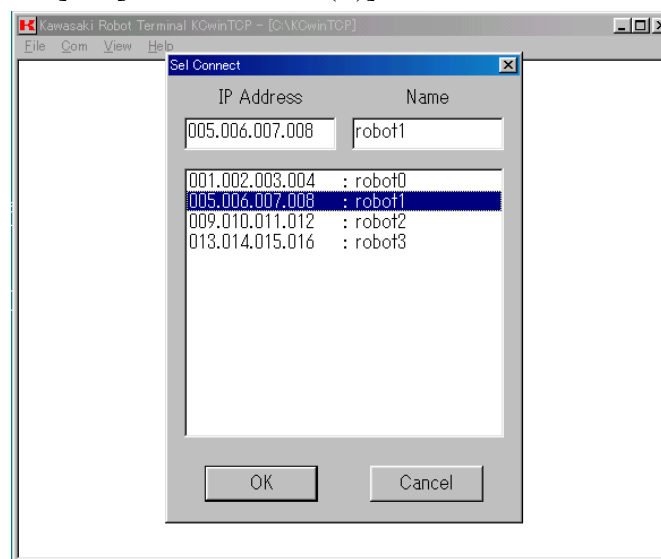 Kawasaki Robot Terminal KCwinTCP - [C:\KCwinTCP]
File Com View Help
Sel Connect
IP Address Name
005.006.007.008 robot1
001.002.003.004 : robot0
005.006.007.008 : robot1
009.010.011.012 : robot2
013.014.015.016 : robot3
OK Cancel